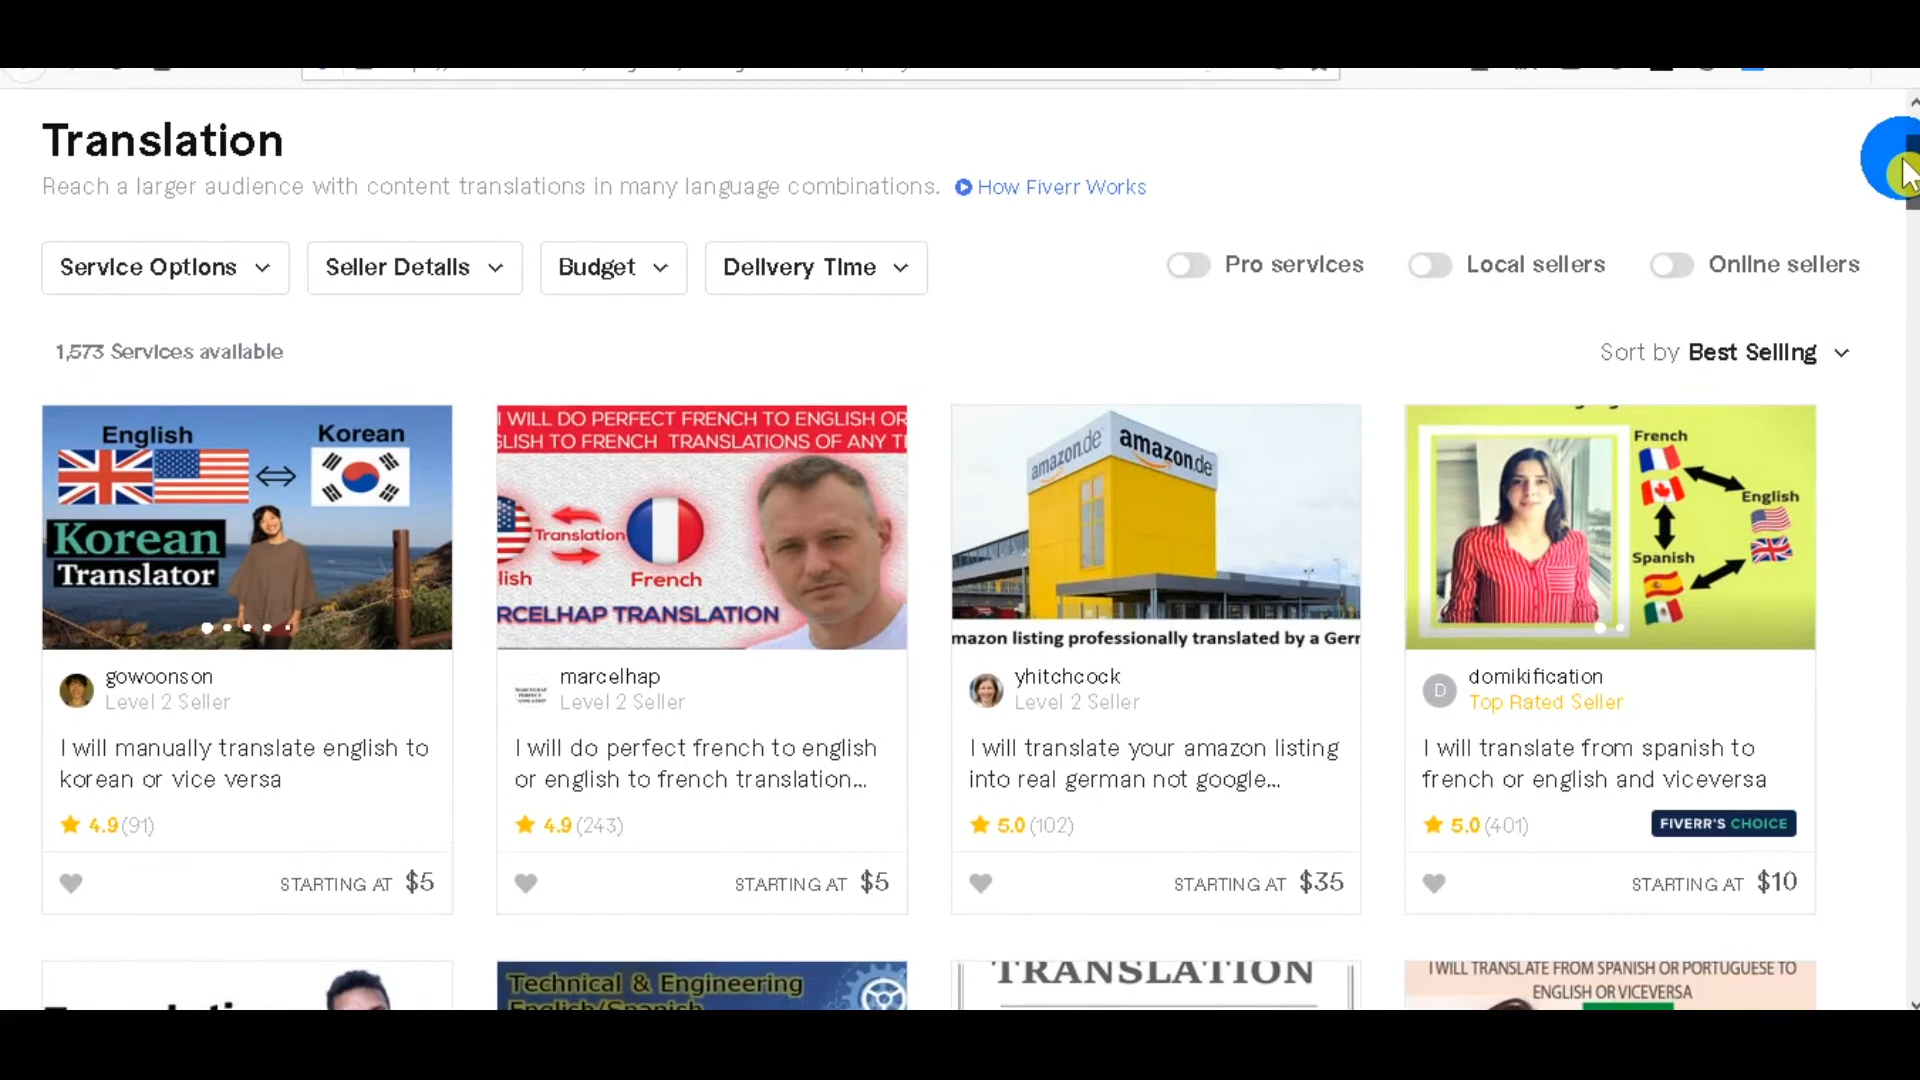 Translation
Reach a larger audience with content translations in many language combinations. How Fiverr Works
Service Options
Seller Details
Budget
Delivery Time
Pro services
Local sellers
Online sellers
1,573 Services available
Sort by Best Selling
English
Korean
Korean
Translator
gowoonson
Level 2 Seller
I will manually translate english to
korean or vice versa
4.9 (91)
STARTING AT $5
I WILL DO PERFECT FRENCH TO ENGLISH OR
GLISH TO FRENCH TRANSLATIONS OF ANY T
Translation
lish
French
RCELHAP TRANSLATION
marcelhap
Level 2 Seller
I will do perfect french to english
or english to french translation...
4.9 (243)
STARTING AT $5
amazon.de
amazon.de
mazon listing professionally translated by a Ger
yhitchcock
Level 2 Seller
I will translate your amazon listing
into real german not google...
5.0 (102)
STARTING AT $35
French
English
Spanish
D
domikification
Top Rated Seller
I will translate from spanish to
french or english and viceversa
5.0 (401)
FIVERR'S CHOICE
STARTING AT $10
Technical & Engineering
English/Spanish
TRANSLATION
I WILL TRANSLATE FROM SPANISH OR PORTUGUESE TO
ENGLISH OR VICEVERSA